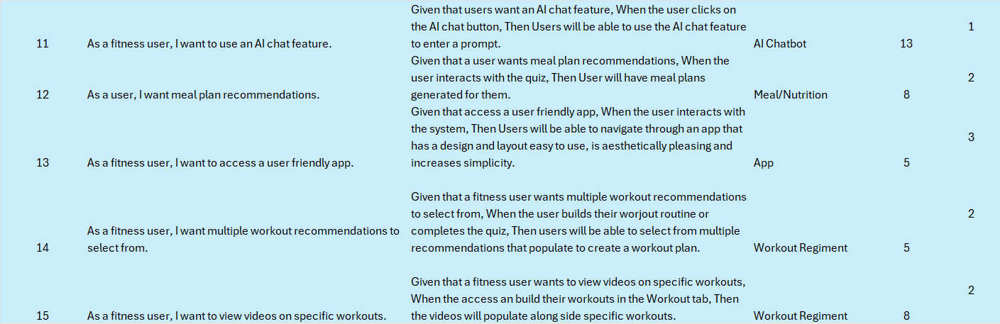 Given that users want an AI chat feature, When the user clicks on
the AI chat button, Then Users will be able to use the AI chat feature
1
11 As a fitness user, I want to use an AI chat feature. to enter a prompt. AI Chatbot 13
Given that a user wants meal plan recommendations, When the
user interacts with the quiz, Then User will have meal plans
2
12 As a user, I want meal plan recommendations. generated for them. Meal/Nutrition 8
Given that access a user friendly app, When the user interacts with
the system, Then Users will be able to navigate through an app that
3
has a design and layout easy to use, is aesthetically pleasing and
13 As a fitness user, I want to access a user friendly app. increases simplicity. App 5
Given that a fitness user wants multiple workout recommendations
to select from, When the user builds their worjout routine or
2
As a fitness user, I want multiple workout recommendations to completes the quiz, Then users will be able to select from multiple
14 select from. recommendations that populate to create a workout plan. Workout Regiment 5
Given that a fitness user wants to view videos on specific workouts,
2
When the access an build their workouts in the Workout tab, Then
15 As a fitness user, I want to view videos on specific workouts. the videos will populate along side specific workouts. Workout Regiment 8